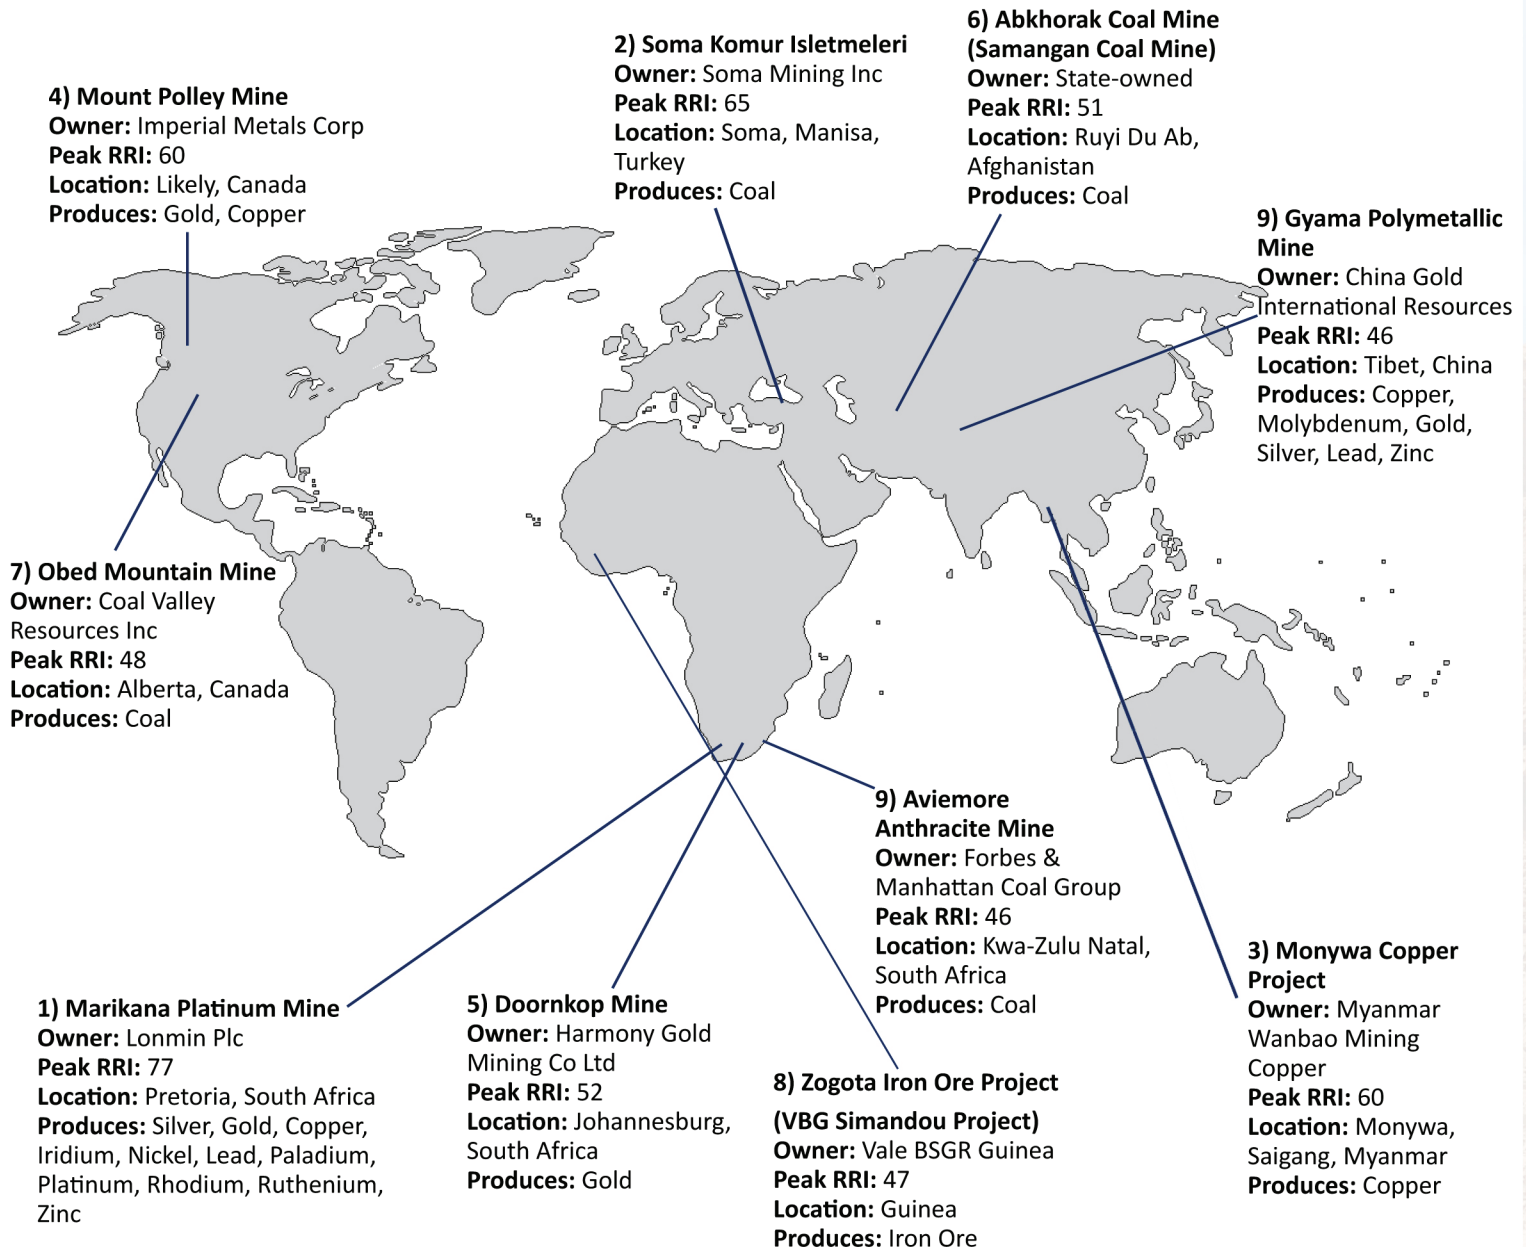 4) Mount Polley Mine
Owner: Imperial Metals Corp
Peak RRI: 60
Location: Likely, Canada
Produces: Gold, Copper
2) Soma Komur Isletmeleri
Owner: Soma Mining Inc
Peak RRI: 65
Location: Soma, Manisa,
Turkey
Produces: Coal
6) Abkhorak Coal Mine
(Samangan Coal Mine)
Owner: State-owned
Peak RRI: 51
Location: Ruyi Du Ab,
Afghanistan
Produces: Coal
9) Gyama Polymetallic
Mine
Owner: China Gold
International Resources
Peak RRI: 46
Location: Tibet, China
Produces: Copper,
Molybdenum, Gold,
Silver, Lead, Zinc
7) Obed Mountain Mine
Owner: Coal Valley
Resources Inc
Peak RRI: 48
Location: Alberta, Canada
Produces: Coal
9) Aviemore
Anthracite Mine
Owner: Forbes &
Manhattan Coal Group
Peak RRI: 46
Location: Kwa-Zulu Natal,
South Africa
Produces: Coal
1) Marikana Platinum Mine
Owner: Lonmin Plc
Peak RRI: 77
Location: Pretoria, South Africa
Produces: Silver, Gold, Copper,
Iridium, Nickel, Lead, Paladium,
Platinum, Rhodium, Ruthenium,
Zinc
5) Doornkop Mine
Owner: Harmony Gold
Mining Co Ltd
Peak RRI: 52
Location: Johannesburg,
South Africa
Produces: Gold
8) Zogota Iron Ore Project
(VBG Simandou Project)
Owner: Vale BSGR Guinea
Peak RRI: 47
Location: Guinea
Produces: Iron Ore
3) Monywa Copper
Project
Owner: Myanmar
Wanbao Mining
Copper
Peak RRI: 60
Location: Monywa,
Saigang, Myanmar
Produces: Copper